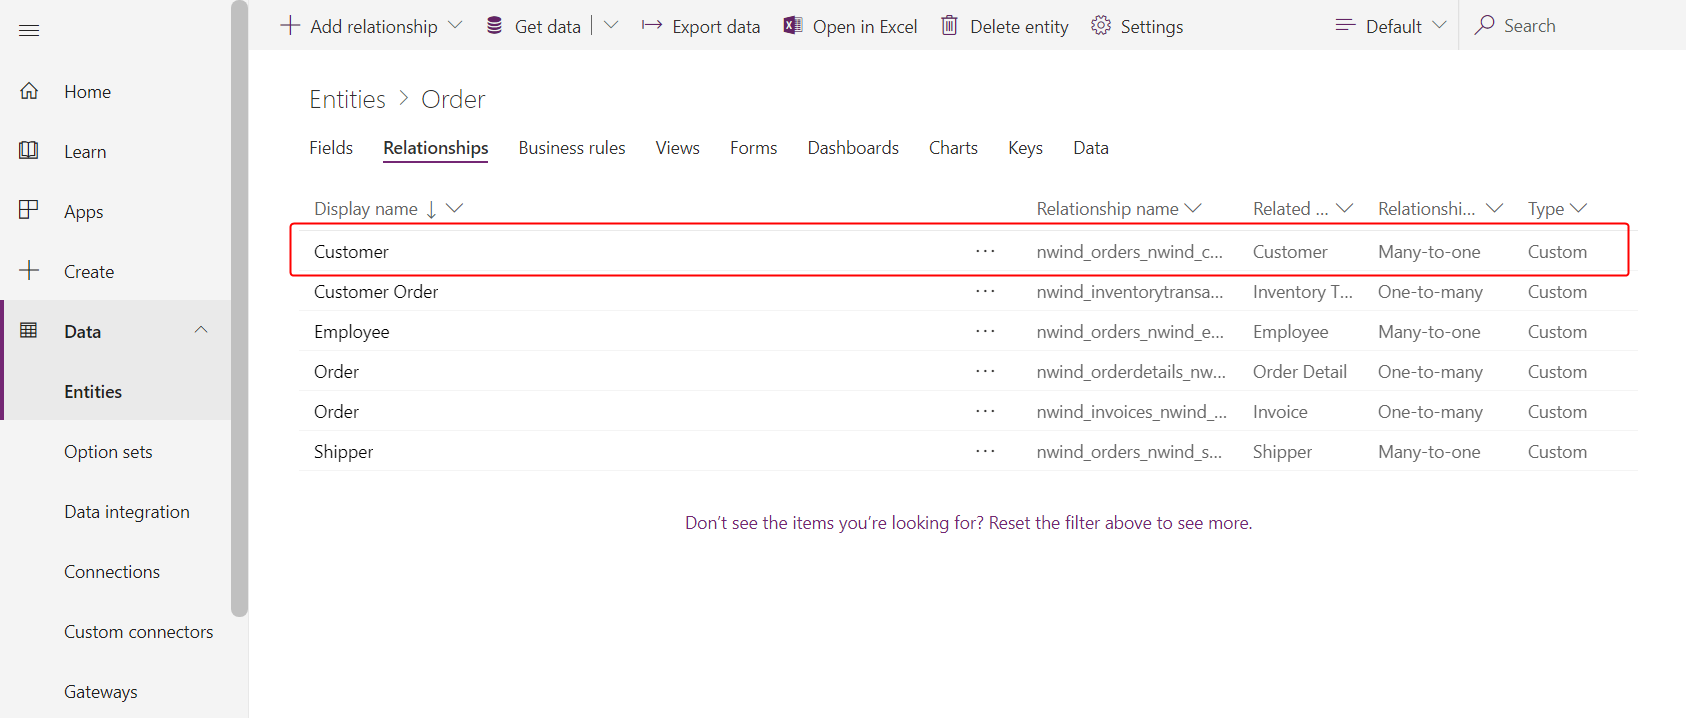 Add relationship Get data Export data Open in Excel Delete entity Settings Default Search
Home
Learn
Apps
Create
Data
Entities
Option sets
Data integration
Connections
Custom connectors
Gateways
Entities > Order
Fields Relationships Business rules Views Forms Dashboards Charts Keys Data
Display name ↓ Relationship name Related ... Relationshi... Type
Customer ... nwind_orders_nwind_c... Customer Many-to-one Custom
Customer Order ... nwind_inventorytransa... Inventory T... One-to-many Custom
Employee ... nwind_orders_nwind_e... Employee Many-to-one Custom
Order ... nwind_orderdetails_nw... Order Detail One-to-many Custom
Order ... nwind_invoices_nwind_... Invoice One-to-many Custom
Shipper ... nwind_orders_nwind_s... Shipper Many-to-one Custom
Don't see the items you're looking for? Reset the filter above to see more.